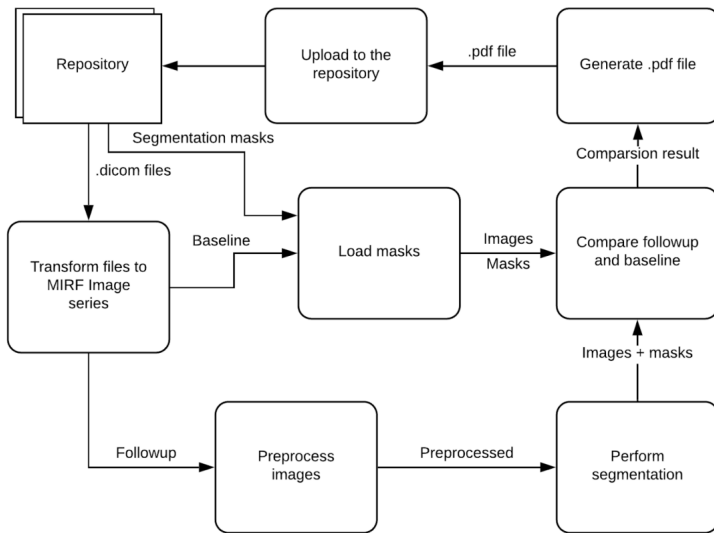 Repository
Upload to the
repository
.pdf file
Generate .pdf file
Segmentation masks
.dicom files
Comparsion result
Transform files to
MIRF Image
series
Baseline
Load masks
Images
Masks
Compare followup
and baseline
Images + masks
Followup
Preprocess
images
Preprocessed
Perform
segmentation